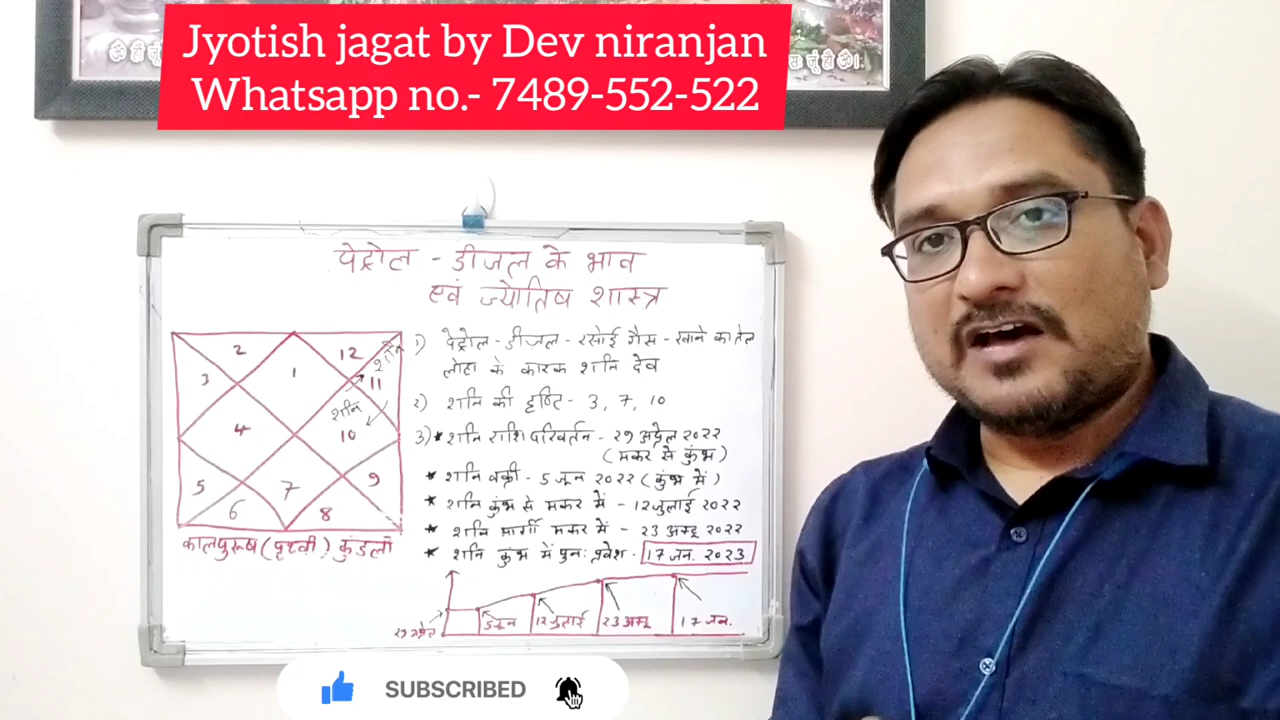 ॐ जूं
सः जूं हौ ॐ।
Jyotish jagat by Dev niranjan
Whatsapp no.- 7489-552-522
पेट्रोल - डीजल के भाव
एवं ज्योतिष शास्त्र
2
12
शनि
3
1
11
शनि
4
10
5
7
9
6
8
कालपुरुष (पृथ्वी) कुंडली
1) पेट्रोल - डीजल - रसोई गैस - खाने का तेल
लोहा के कारक शनि देव
2) शनि की दृष्टि - 3, 7, 10
3) * शनि राशि परिवर्तन - 29 अप्रेल 2022
(मकर से कुंभ)
* शनि वक्री - 5 जून 2022 (कुंभ में)
* शनि कुंभ से मकर में - 12 जुलाई 2022
* शनि मार्गी मकर में - 23 अक्टू 2022
* शनि कुंभ में पुनः प्रवेश - 17 जन. 2023
29 अप्रेल 5 जून 12 जुलाई 23 अक्टू 17 जन.
SUBSCRIBED